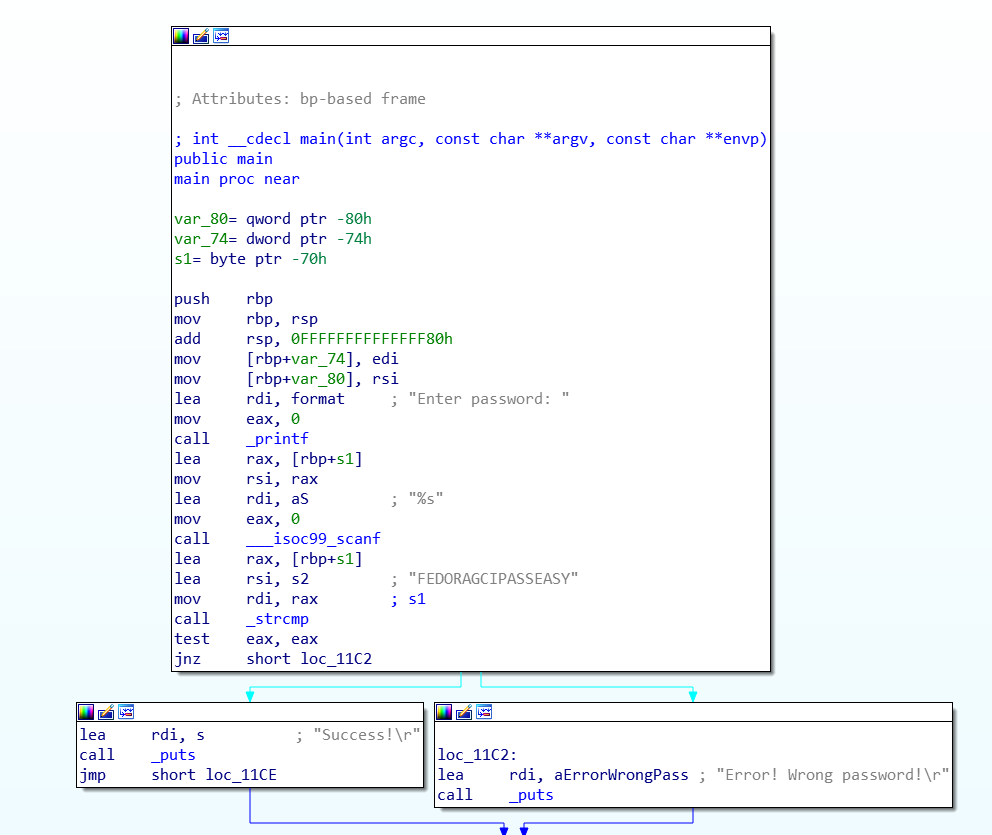 ; Attributes: bp-based frame
; int __cdecl main(int argc, const char **argv, const char **envp)
public main
main proc near
var_80= qword ptr -80h
var_74= dword ptr -74h
s1= byte ptr -70h
push    rbp
mov     rbp, rsp
add     rsp, 0FFFFFFFFFFFFFF80h
mov     [rbp+var_74], edi
mov     [rbp+var_80], rsi
lea     rdi, format     ; "Enter password: "
mov     eax, 0
call    _printf
lea     rax, [rbp+s1]
mov     rsi, rax
lea     rdi, aS         ; "%s"
mov     eax, 0
call    ___isoc99_scanf
lea     rax, [rbp+s1]
lea     rsi, s2         ; "FEDORAGCIPASSEASY"
mov     rdi, rax        ; s1
call    _strcmp
test    eax, eax
jnz     short loc_11C2
lea     rdi, s          ; "Success!\r"
call    _puts
jmp     short loc_11CE
loc_11C2:
lea     rdi, aErrorWrongPass ; "Error! Wrong password!\r"
call    _puts